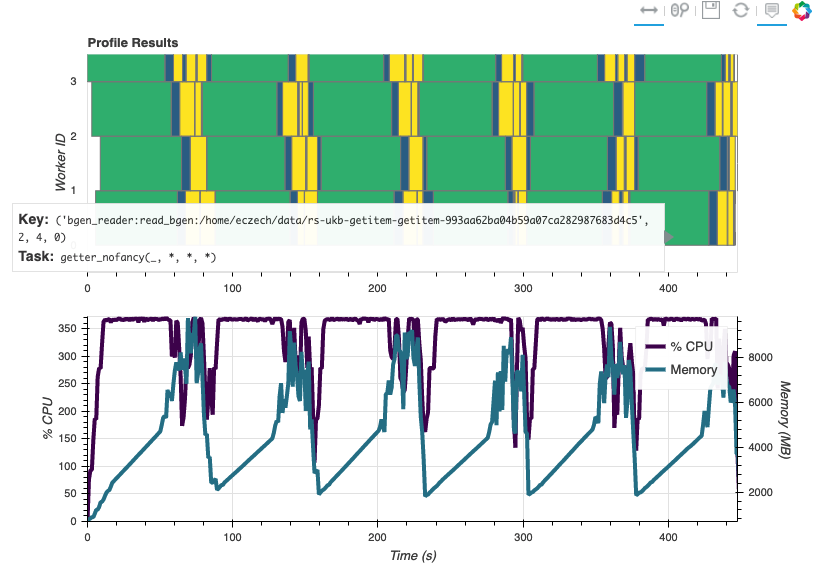 Profile Results
3
2
1
Worker ID
Key: ('bgen_reader:read_bgen:/home/eczech/data/rs-ukb-getitem-getitem-993aa62ba04b59a07ca282987683d4c5',
2, 4, 0)
Task: getter_nofancy(_, *, *, *)
0 100 200 300 400
350
300
250
200
150
100
50
0
% CPU
% CPU
Memory
8000
6000
4000
2000
Memory (MB)
0 100 200 300 400
Time (s)